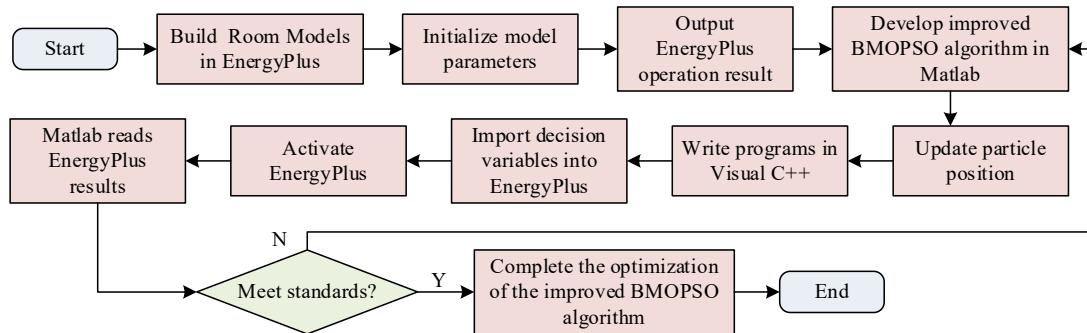 Start
Build Room Models
in EnergyPlus
Initialize model
parameters
Output
EnergyPlus
operation result
Develop improved
BMOPSO algorithm in
Matlab
Matlab reads
EnergyPlus
results
Activate
EnergyPlus
Import decision
variables into
EnergyPlus
Write programs in
Visual C++
Update particle
position
N
Meet standards?
Y
Complete the optimization
of the improved BMOPSO
algorithm
End